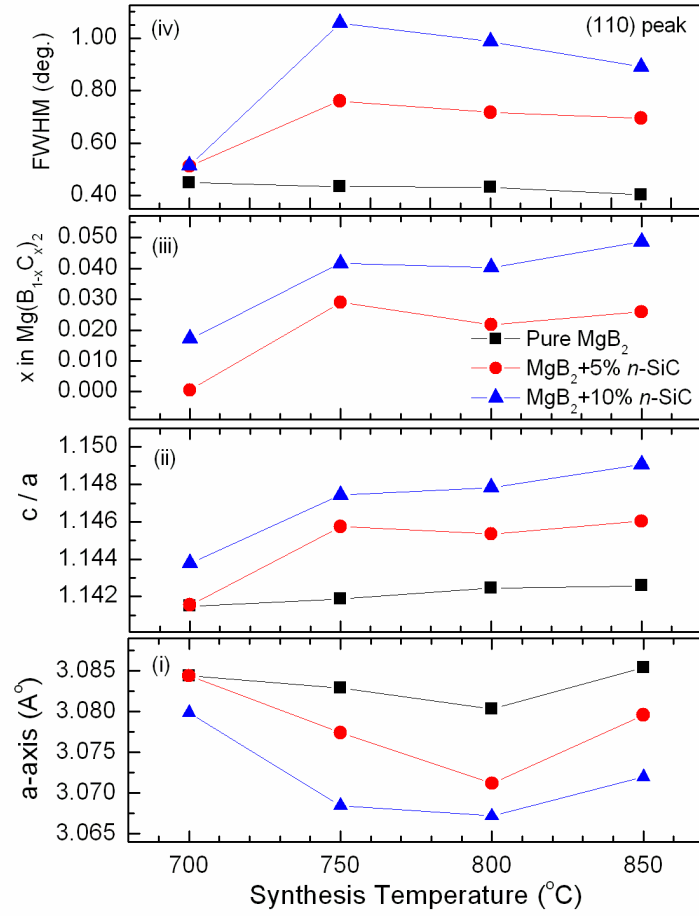 (iv)
(110) peak
FWHM (deg.)
1.00
0.80
0.60
0.40
(iii)
x in Mg(B1-xCx)2
0.050
0.040
0.030
0.020
0.010
0.000
Pure MgB2
MgB2+5% n-SiC
MgB2+10% n-SiC
(ii)
c / a
1.150
1.148
1.146
1.144
1.142
(i)
a-axis (Ao)
3.085
3.080
3.075
3.070
3.065
700 750 800 850
Synthesis Temperature (oC)